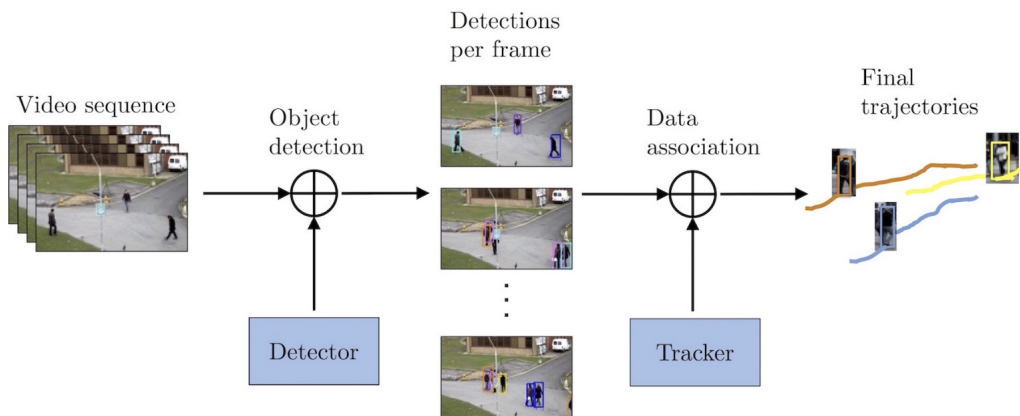 Video sequence
Object
detection
Detections
per frame
Data
association
Final
trajectories
Detector
Tracker